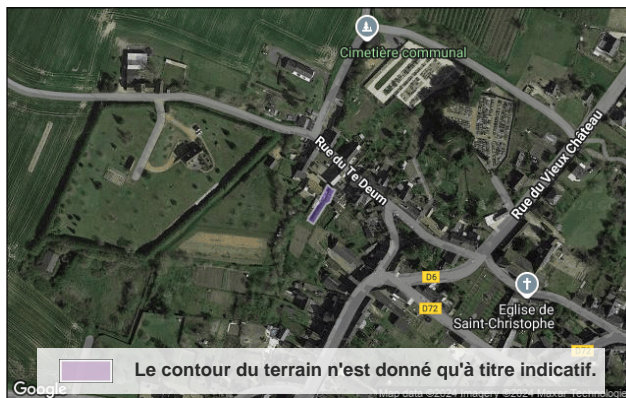 Cimetière communal
Rue du Te Deum
Rue du Vieux Château
D6
D72
Eglise de
Saint-Christophe
D72
Le contour du terrain n'est donné qu'à titre indicatif.
Google
Map data ©2024 Imagery ©2024 Maxar Technologie